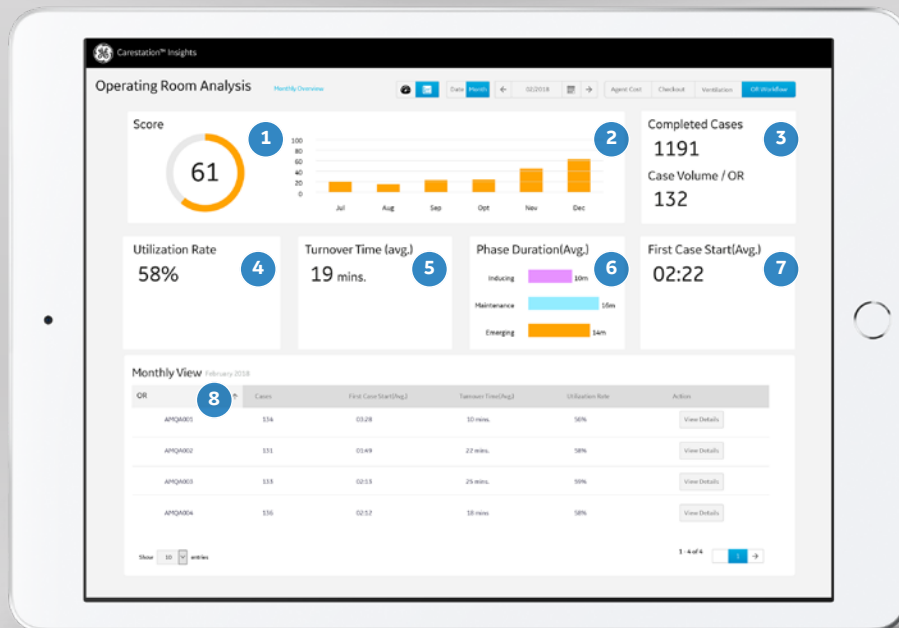 Carestation™ Insights
Operating Room Analysis Monthly Overview Date Month ← 02/2018 → Agent Cost Checkout Ventilation OR Workflow
Score 1 2 Completed Cases 3
61 1191
Case Volume / OR
132
100
80
60
40
20
0
Jul Aug Sep Opt Nov Dec
Utilization Rate 4 Turnover Time (avg.) 5 Phase Duration(Avg.) 6 First Case Start(Avg.) 7
58% 19 mins. 02:22
Inducing 10m
Maintenance 16m
Emerging 14m
Monthly View February 2018
OR 8 ↑ Cases First Case Start(Avg.) Turnover Time(Avg.) Utilization Rate Action
AMQA001 134 03:28 10 mins. 56% View Details
AMQA002 131 01:49 22 mins. 58% View Details
AMQA003 133 02:13 25 mins. 59% View Details
AMQA004 136 02:12 18 mins 58% View Details
Show 10 entries 1 - 4 of 4 1 →